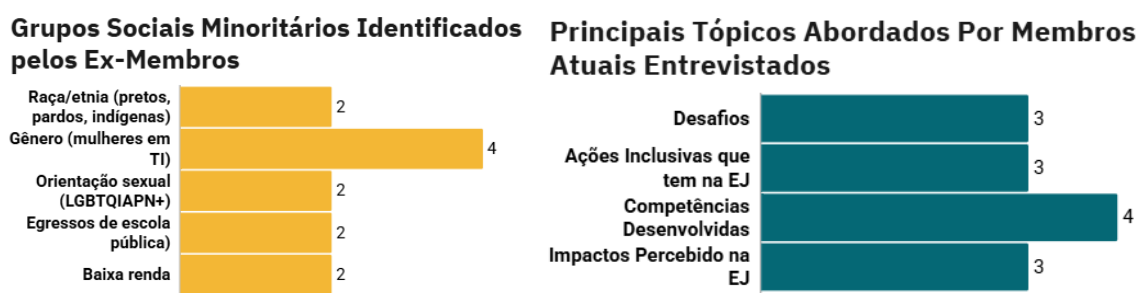 Grupos Sociais Minoritários Identificados
pelos Ex-Membros
Raça/etnia (pretos,
pardos, indígenas)
2
Gênero (mulheres em
TI)
4
Orientação sexual
(LGBTQIAPN+)
2
Egressos de escola
pública)
2
Baixa renda
2
Principais Tópicos Abordados Por Membros
Atuais Entrevistados
Desafios
3
Ações Inclusivas que
tem na EJ
3
Competências
Desenvolvidas
4
Impactos Percebido na
EJ
3